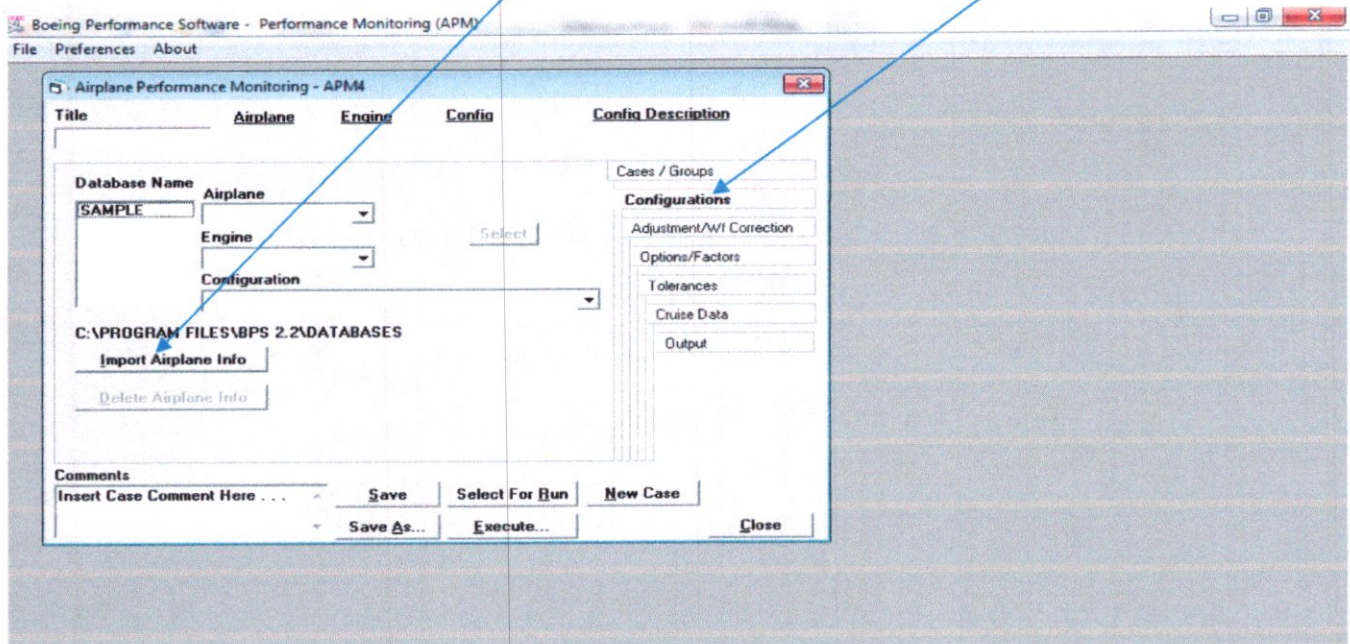 Boeing Performance Software - Performance Monitoring (APM)
File Preferences About
Airplane Performance Monitoring - APM4
Title Airplane Engine Config Config Description
Cases / Groups
Database Name
Airplane
Configurations
SAMPLE
Adjustment/Wf Correction
Engine
Select
Options/Factors
Configuration
Tolerances
Cruise Data
C:\PROGRAM FILES\BPS 2.2\DATABASES
Output
Import Airplane Info
Delete Airplane Info
Comments
Insert Case Comment Here . . .
Save Select For Run New Case
Save As... Execute... Close